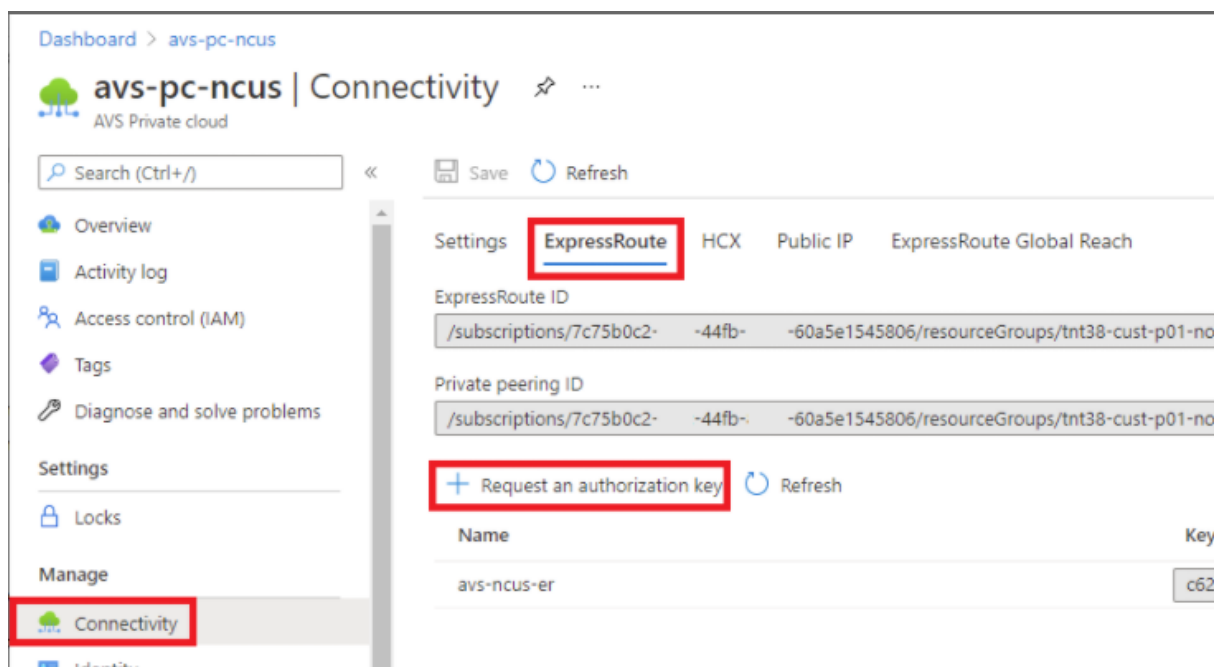 Dashboard > avs-pc-ncus
avs-pc-ncus | Connectivity ...
AVS Private cloud
Search (Ctrl+/)
«
Save
Refresh
Overview
Activity log
Access control (IAM)
Tags
Diagnose and solve problems
Settings
Locks
Manage
Connectivity
Identity
Settings ExpressRoute HCX Public IP ExpressRoute Global Reach
ExpressRoute ID
/subscriptions/7c75b0c2- -44fb- -60a5e1545806/resourceGroups/tnt38-cust-p01-no
Private peering ID
/subscriptions/7c75b0c2- -44fb- -60a5e1545806/resourceGroups/tnt38-cust-p01-no
+ Request an authorization key Refresh
Name Key
avs-ncus-er c62